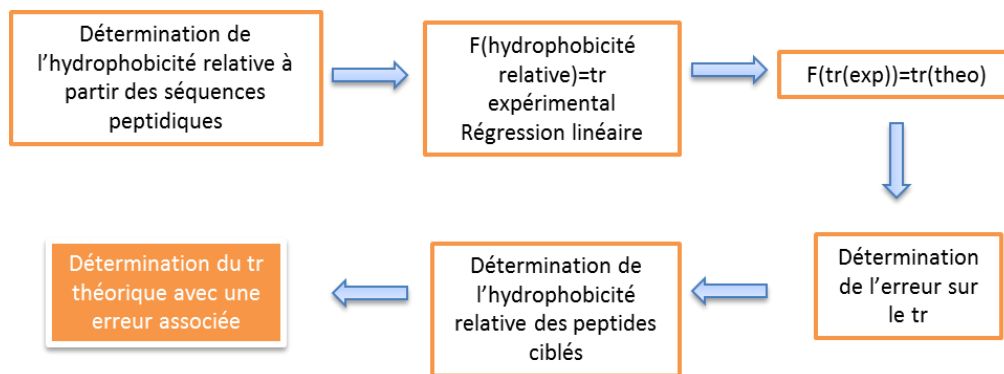 Détermination de
l'hydrophobicité relative à
partir des séquences
peptidiques
F(hydrophobicité
relative)=tr
expérimental
Régression linéaire
F(tr(exp))=tr(theo)
Détermination
de l'erreur sur
le tr
Détermination de
l'hydrophobicité
relative des peptides
ciblés
Détermination du tr
théorique avec une
erreur associée